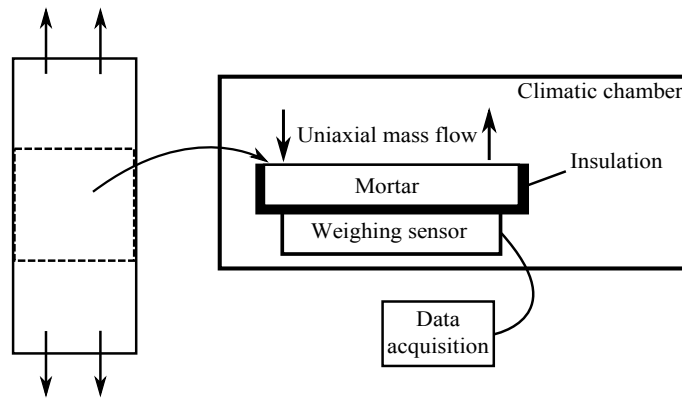 Climatic chamber
Uniaxial mass flow
Insulation
Mortar
Weighing sensor
Data
acquisition